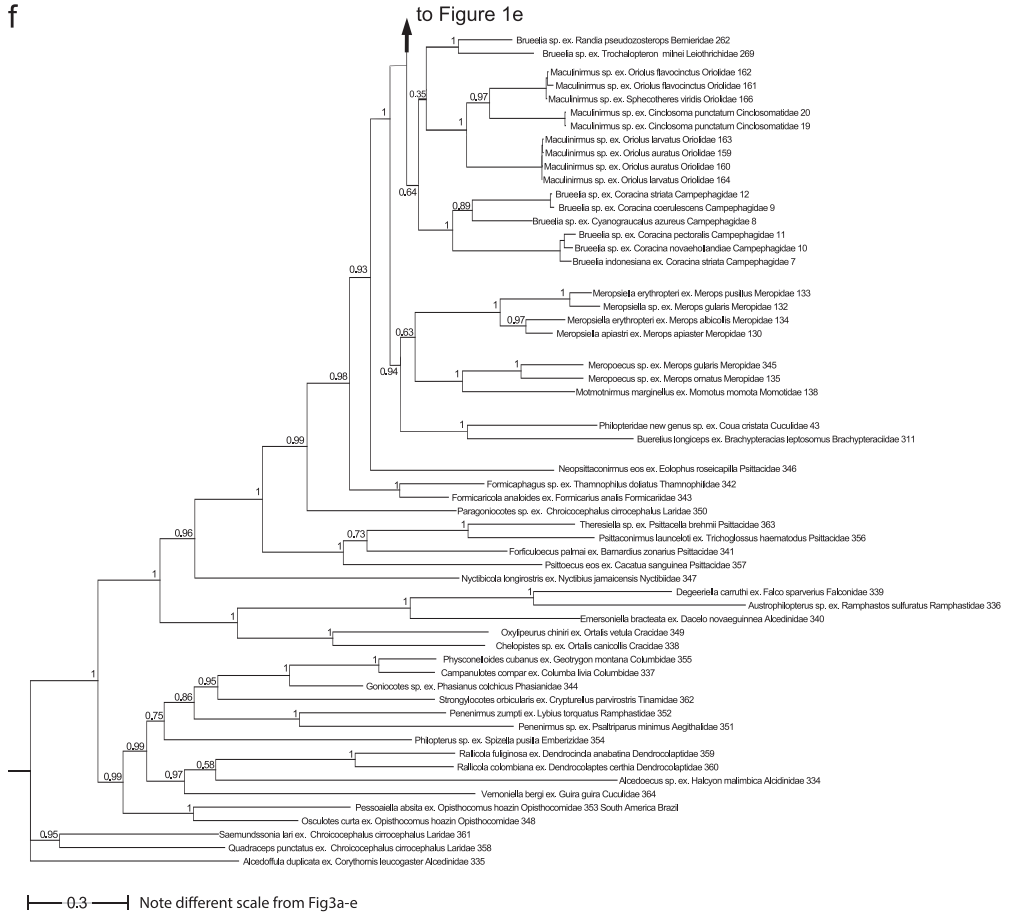 f
to Figure 1e
Brueelia sp. ex. Randia pseudozosterops Bernieridae 262
1
Brueelia sp. ex. Trochalopteron milnei Leiothrichidae 269
Maculinirmus sp. ex. Oriolus flavocinctus Oriolidae 162
Maculinirmus sp. ex. Oriolus flavocinctus Oriolidae 161
0.35
0.97
Maculinirmus sp. ex. Sphecotheres viridis Oriolidae 166
1
Maculinirmus sp. ex. Cinclosoma punctatum Cinclosomatidae 20
1
Maculinirmus sp. ex. Cinclosoma punctatum Cinclosomatidae 19
Maculinirmus sp. ex. Oriolus larvatus Oriolidae 163
Maculinirmus sp. ex. Oriolus auratus Oriolidae 159
Maculinirmus sp. ex. Oriolus auratus Oriolidae 160
Maculinirmus sp. ex. Oriolus larvatus Oriolidae 164
0.64
Brueelia sp. ex. Coracina striata Campephagidae 12
0.89
Brueelia sp. ex. Coracina coerulescens Campephagidae 9
Brueelia sp. ex. Cyanograucalus azureus Campephagidae 8
1
Brueelia sp. ex. Coracina pectoralis Campephagidae 11
Brueelia sp. ex. Coracina novaehollandiae Campephagidae 10
Brueelia indonesiana ex. Coracina striata Campephagidae 7
0.93
1
Meropsiella erythropteri ex. Merops pusillus Meropidae 133
1
Meropsiella sp. ex. Merops gularis Meropidae 132
0.97
Meropsiella erythropteri ex. Merops albicollis Meropidae 134
0.63
Meropsiella apiastri ex. Merops apiaster Meropidae 130
1
Meropoecus sp. ex. Merops gularis Meropidae 345
0.98
0.94
1
Meropoecus sp. ex. Merops ornatus Meropidae 135
Motmotnirmus marginellus ex. Momotus momota Momotidae 138
1
Philopteridae new genus sp. ex. Coua cristata Cuculidae 43
0.99
Buerelius longiceps ex. Brachypteracias leptosomus Brachypteraciidae 311
Neopsittaconirmus eos ex. Eolophus roseicapilla Psittacidae 346
1
1
Formicaphagus sp. ex. Thamnophilus doliatus Thamnophilidae 342
Formicaricola analoides ex. Formicarius analis Formicariidae 343
Paragoniocotes sp. ex. Chroicocephalus cirrocephalus Laridae 350
0.96
0.73
1
Theresiella sp. ex. Psittacella brehmii Psittacidae 363
Psittaconirmus launceloti ex. Trichoglossus haematodus Psittacidae 356
1
Forficuloecus palmai ex. Barnardius zonarius Psittacidae 341
Psittoecus eos ex. Cacatua sanguinea Psittacidae 357
1
Nyctibicola longirostris ex. Nyctibius jamaicensis Nyctibiidae 347
1
Degeeriella carruthi ex. Falco sparverius Falconidae 339
1
Austrophilopterus sp. ex. Ramphastos sulfuratus Ramphastidae 336
1
Emersoniella bracteata ex. Dacelo novaeguinnea Alcedinidae 340
1
Oxylipeurus chiniri ex. Ortalis vetula Cracidae 349
Chelopistes sp. ex. Ortalis canicollis Cracidae 338
1
1
Physconelloides cubanus ex. Geotrygon montana Columbidae 355
1
Campanulotes compar ex. Columba livia Columbidae 337
0.95
Goniocotes sp. ex. Phasianus colchicus Phasianidae 344
0.86
Strongylocotes orbicularis ex. Crypturellus parvirostris Tinamidae 362
0.75
1
Penenirmus zumpti ex. Lybius torquatus Ramphastidae 352
Penenirmus sp. ex. Psaltriparus minimus Aegithalidae 351
0.99
Philopterus sp. ex. Spizella pusilla Emberizidae 354
1
Rallicola fuliginosa ex. Dendrocincla anabatina Dendrocolaptidae 359
0.58
Rallicola colombiana ex. Dendrocolaptes certhia Dendrocolaptidae 360
0.99
0.97
Alcedoecus sp. ex. Halcyon malimbica Alcidinidae 334
Vernoniella bergi ex. Guira guira Cuculidae 364
1
Pessoaiella absita ex. Opisthocomus hoazin Opisthocomidae 353 South America Brazil
Osculotes curta ex. Opisthocomus hoazin Opisthocomidae 348
0.95
Saemundssonia lari ex. Chroicocephalus cirrocephalus Laridae 361
Quadraceps punctatus ex. Chroicocephalus cirrocephalus Laridae 358
Alcedoffula duplicata ex. Corythornis leucogaster Alcedinidae 335
0.3
Note different scale from Fig3a-e